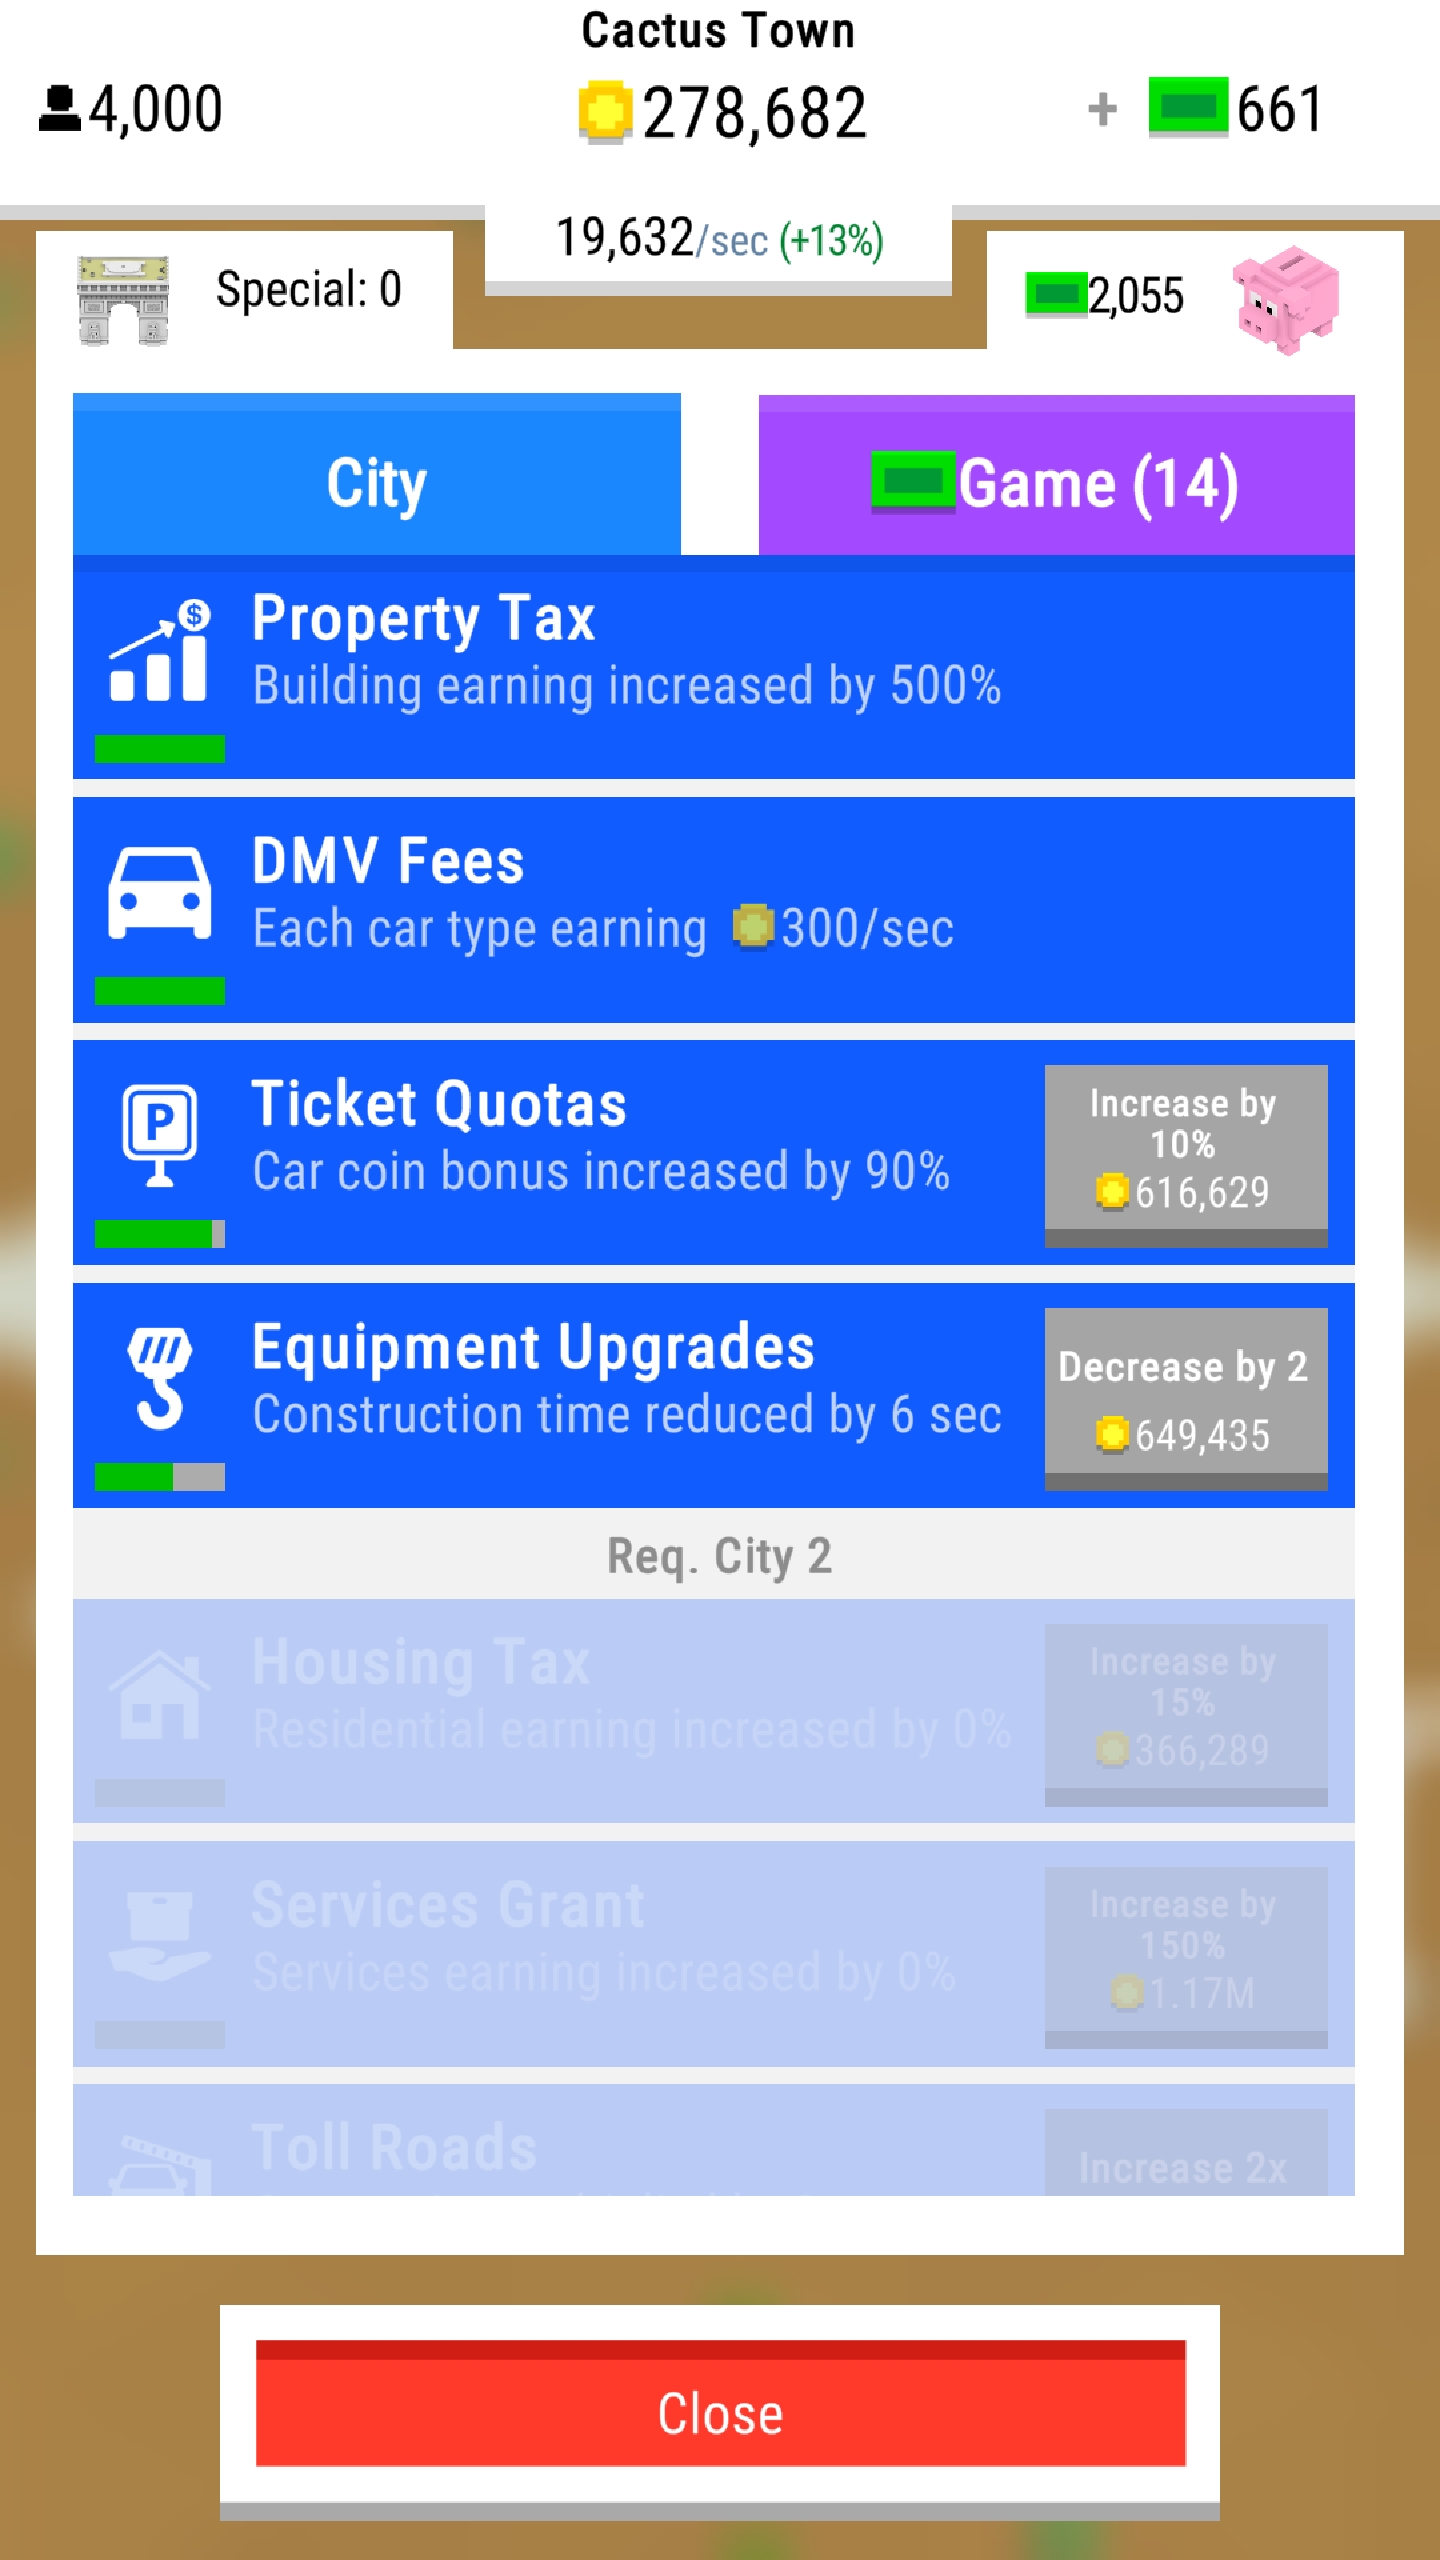 Cactus Town
4,000
278,682
+ 661
19,632/sec (+13%)
Special: 0
2,055
City
Game (14)
Property Tax
Building earning increased by 500%
DMV Fees
Each car type earning 300/sec
Ticket Quotas
Car coin bonus increased by 90%
Increase by
10%
616,629
Equipment Upgrades
Construction time reduced by 6 sec
Decrease by 2
649,435
Req. City 2
Housing Tax
Residential earning increased by 0%
Increase by
15%
366,289
Services Grant
Services earning increased by 0%
Increase by
150%
1.17M
Toll Roads
Increase 2x
Close